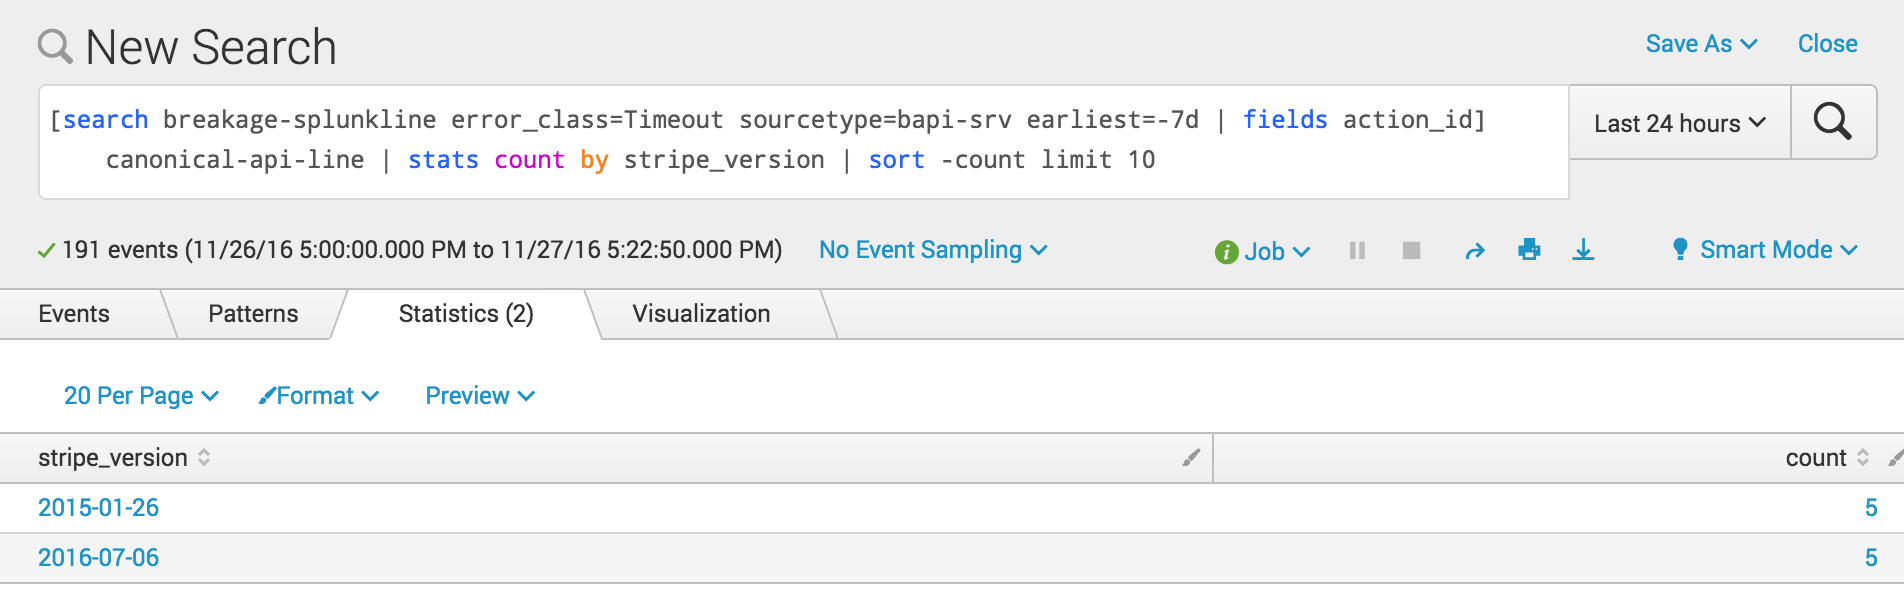 New Search
Save As
Close
[search breakage-splunkline error_class=Timeout sourcetype=bapi-srv earliest=-7d | fields action_id]
canonical-api-line | stats count by stripe_version | sort -count limit 10
Last 24 hours
191 events (11/26/16 5:00:00.000 PM to 11/27/16 5:22:50.000 PM)
No Event Sampling
i Job
Smart Mode
Events
Patterns
Statistics (2)
Visualization
20 Per Page
Format
Preview
stripe_version
count
2015-01-26
5
2016-07-06
5